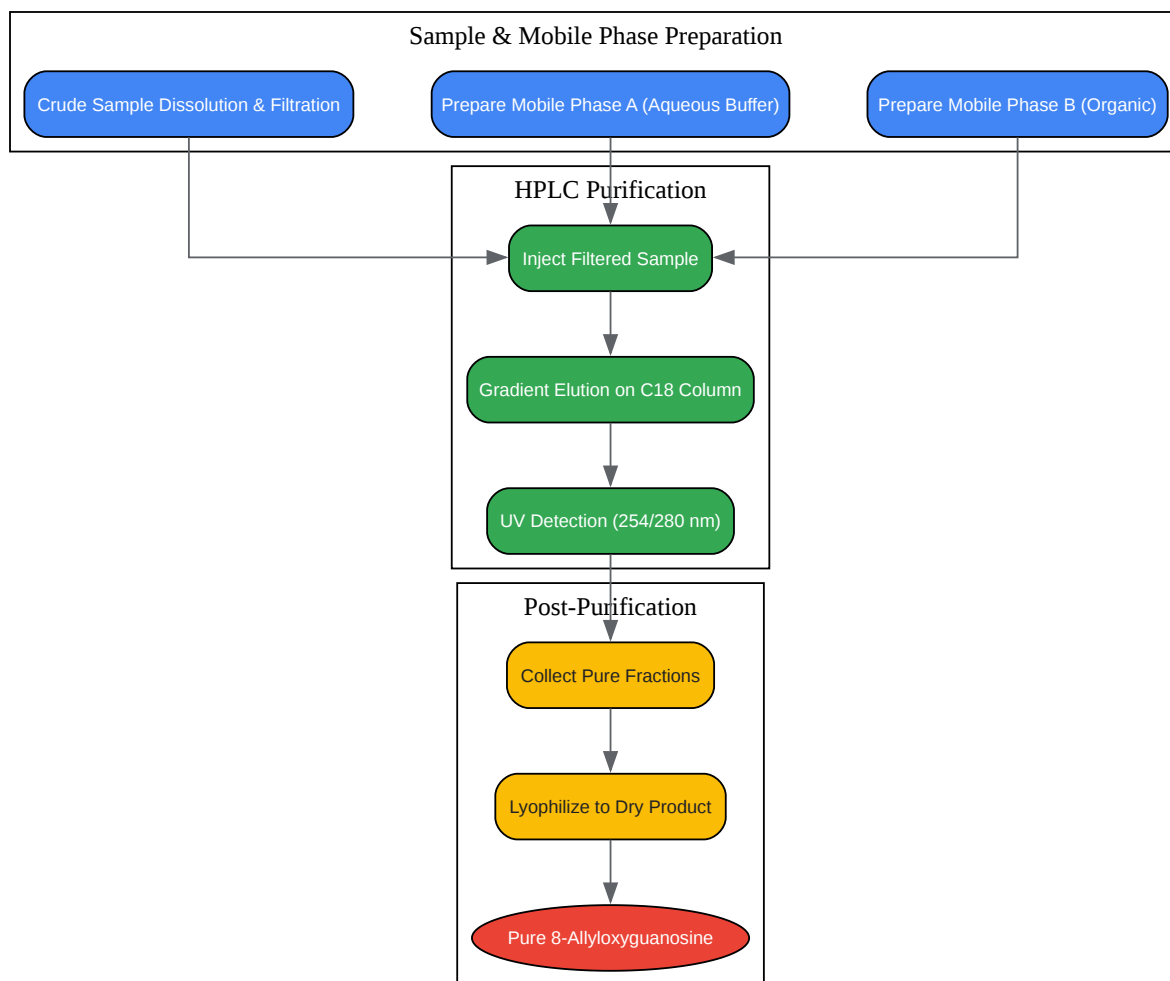 Sample & Mobile Phase Preparation
Crude Sample Dissolution & Filtration
Prepare Mobile Phase A (Aqueous Buffer)
Prepare Mobile Phase B (Organic)
HPLC Purification
Inject Filtered Sample
Gradient Elution on C18 Column
UV Detection (254/280 nm)
Post-Purification
Collect Pure Fractions
Lyophilize to Dry Product
Pure 8-Allyloxyguanosine